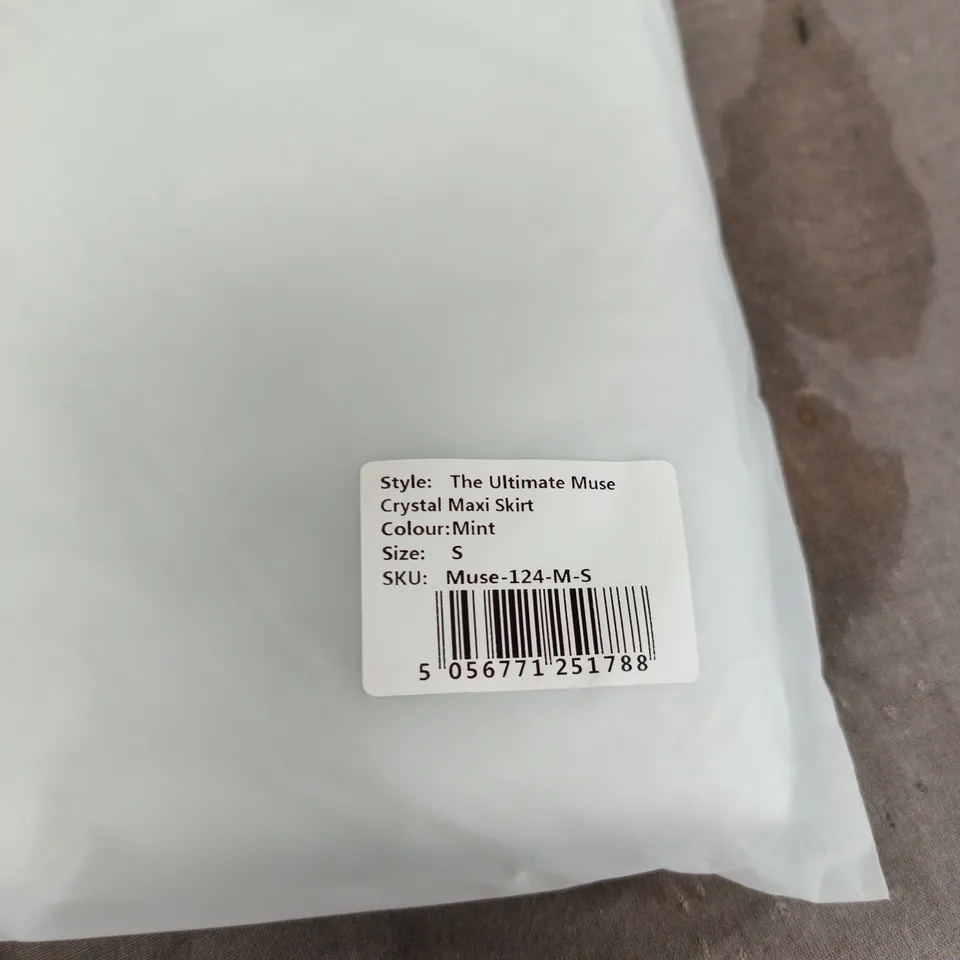 Style: The Ultimate Muse
Crystal Maxi Skirt
Colour:Mint
Size: S
SKU: Muse-124-M-S
5 056771 251788